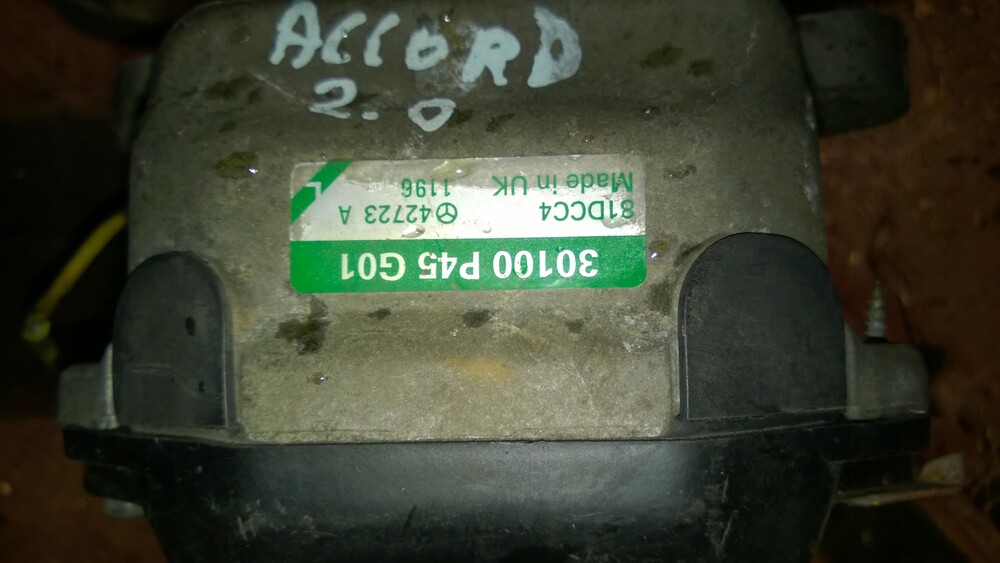 ACCORD
2.0
30100 P45 G01
81DCC4 42723 A
Made in UK 1196